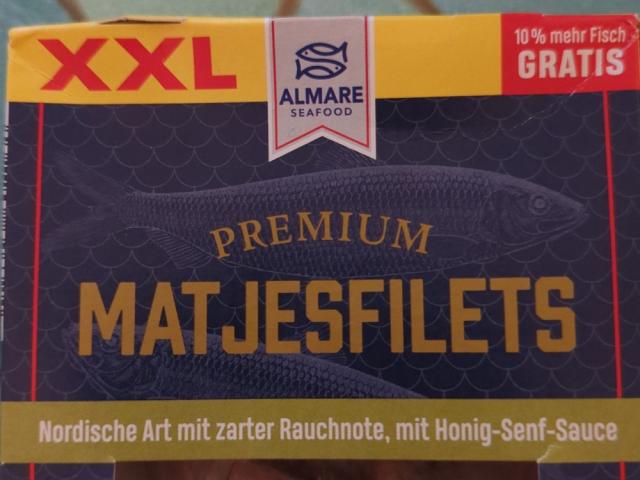 XXL
ALMARE
SEAFOOD
10% mehr Fisch
GRATIS
PREMIUM
MATJESFILETS
Nordische Art mit zarter Rauchnote, mit Honig-Senf-Sauce